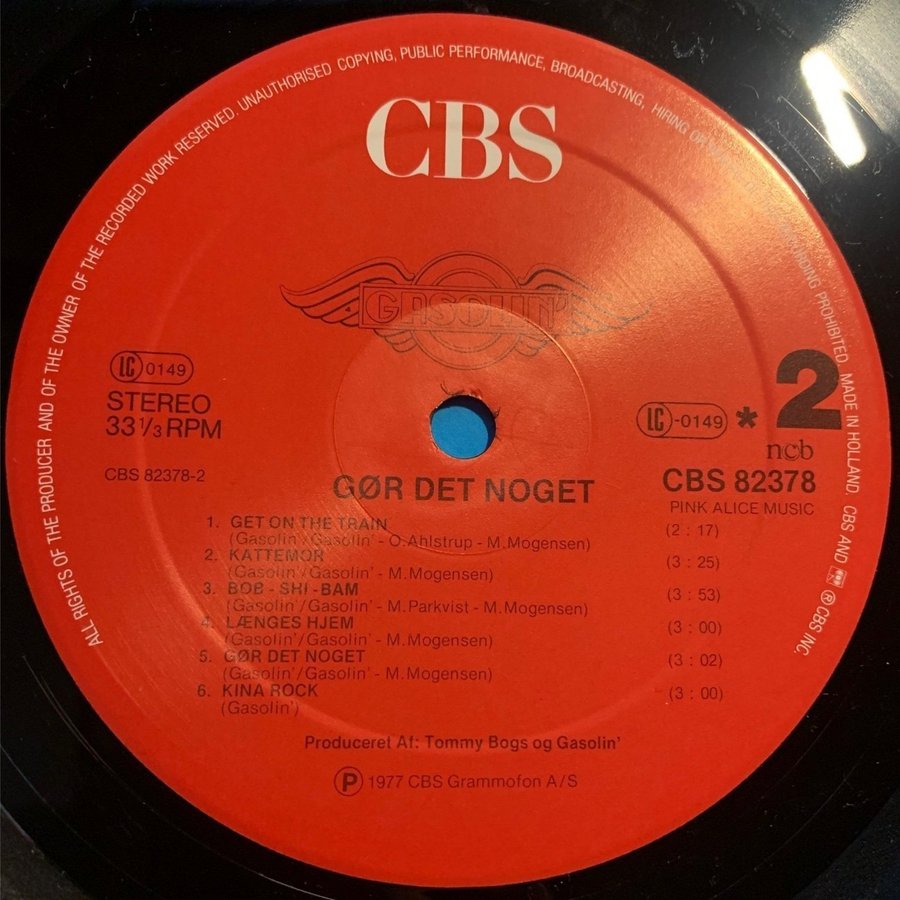 ALL RIGHTS OF THE PRODUCER AND OF THE OWNER OF THE RECORDED WORK RESERVED. UNAUTHORISED COPYING, PUBLIC PERFORMANCE, BROADCASTING, HIRING OR RECORDING PROHIBITED. MADE IN HOLLAND. CBS AND ℗ CBS INC.
CBS
GASOLIN'
LC 0149
STEREO
33 1/3 RPM
CBS 82378-2
LC-0149 * 2
ncb
CBS 82378
PINK ALICE MUSIC
GØR DET NOGET
1. GET ON THE TRAIN (2 : 17)
(Gasolin'/Gasolin' - O.Ahlstrup - M.Mogensen)
2. KATTEMOR (3 : 25)
(Gasolin'/Gasolin' - M.Mogensen)
3. BOB - SHI - BAM (3 : 53)
(Gasolin'/Gasolin' - M.Parkvist - M.Mogensen)
4. LÆNGES HJEM (3 : 00)
(Gasolin'/Gasolin' - M.Mogensen)
5. GØR DET NOGET (3 : 02)
(Gasolin'/Gasolin' - M.Mogensen)
6. KINA ROCK (3 : 00)
(Gasolin')
Produceret Af: Tommy Bogs og Gasolin'
℗ 1977 CBS Grammofon A/S